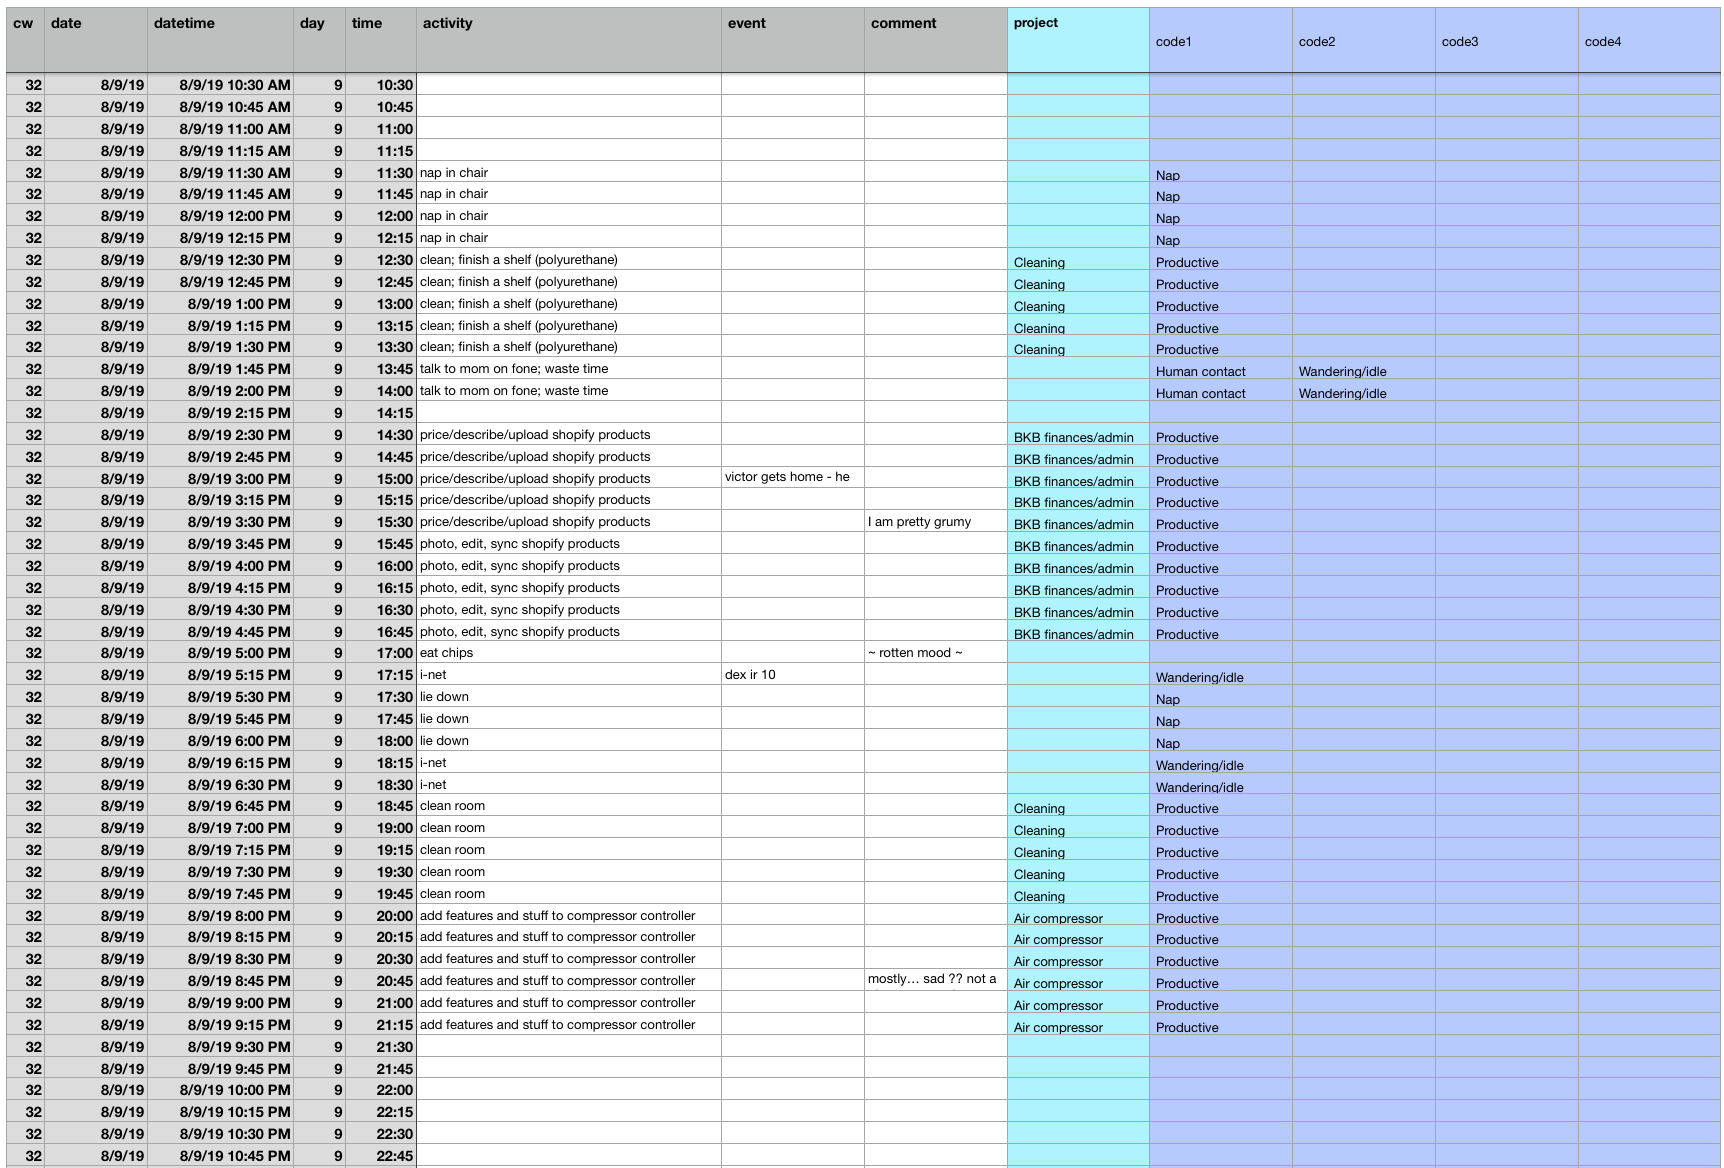 cw date datetime day time activity event comment project code1 code2 code3 code4
32 8/9/19 8/9/19 10:30 AM 9 10:30
32 8/9/19 8/9/19 10:45 AM 9 10:45
32 8/9/19 8/9/19 11:00 AM 9 11:00
32 8/9/19 8/9/19 11:15 AM 9 11:15
32 8/9/19 8/9/19 11:30 AM 9 11:30 nap in chair Nap
32 8/9/19 8/9/19 11:45 AM 9 11:45 nap in chair Nap
32 8/9/19 8/9/19 12:00 PM 9 12:00 nap in chair Nap
32 8/9/19 8/9/19 12:15 PM 9 12:15 nap in chair Nap
32 8/9/19 8/9/19 12:30 PM 9 12:30 clean; finish a shelf (polyurethane) Cleaning Productive
32 8/9/19 8/9/19 12:45 PM 9 12:45 clean; finish a shelf (polyurethane) Cleaning Productive
32 8/9/19 8/9/19 1:00 PM 9 13:00 clean; finish a shelf (polyurethane) Cleaning Productive
32 8/9/19 8/9/19 1:15 PM 9 13:15 clean; finish a shelf (polyurethane) Cleaning Productive
32 8/9/19 8/9/19 1:30 PM 9 13:30 clean; finish a shelf (polyurethane) Cleaning Productive
32 8/9/19 8/9/19 1:45 PM 9 13:45 talk to mom on fone; waste time Human contact Wandering/idle
32 8/9/19 8/9/19 2:00 PM 9 14:00 talk to mom on fone; waste time Human contact Wandering/idle
32 8/9/19 8/9/19 2:15 PM 9 14:15
32 8/9/19 8/9/19 2:30 PM 9 14:30 price/describe/upload shopify products BKB finances/admin Productive
32 8/9/19 8/9/19 2:45 PM 9 14:45 price/describe/upload shopify products BKB finances/admin Productive
32 8/9/19 8/9/19 3:00 PM 9 15:00 price/describe/upload shopify products victor gets home - he BKB finances/admin Productive
32 8/9/19 8/9/19 3:15 PM 9 15:15 price/describe/upload shopify products BKB finances/admin Productive
32 8/9/19 8/9/19 3:30 PM 9 15:30 price/describe/upload shopify products I am pretty grumy BKB finances/admin Productive
32 8/9/19 8/9/19 3:45 PM 9 15:45 photo, edit, sync shopify products BKB finances/admin Productive
32 8/9/19 8/9/19 4:00 PM 9 16:00 photo, edit, sync shopify products BKB finances/admin Productive
32 8/9/19 8/9/19 4:15 PM 9 16:15 photo, edit, sync shopify products BKB finances/admin Productive
32 8/9/19 8/9/19 4:30 PM 9 16:30 photo, edit, sync shopify products BKB finances/admin Productive
32 8/9/19 8/9/19 4:45 PM 9 16:45 photo, edit, sync shopify products BKB finances/admin Productive
32 8/9/19 8/9/19 5:00 PM 9 17:00 eat chips ~ rotten mood ~
32 8/9/19 8/9/19 5:15 PM 9 17:15 i-net dex ir 10 Wandering/idle
32 8/9/19 8/9/19 5:30 PM 9 17:30 lie down Nap
32 8/9/19 8/9/19 5:45 PM 9 17:45 lie down Nap
32 8/9/19 8/9/19 6:00 PM 9 18:00 lie down Nap
32 8/9/19 8/9/19 6:15 PM 9 18:15 i-net Wandering/idle
32 8/9/19 8/9/19 6:30 PM 9 18:30 i-net Wandering/idle
32 8/9/19 8/9/19 6:45 PM 9 18:45 clean room Cleaning Productive
32 8/9/19 8/9/19 7:00 PM 9 19:00 clean room Cleaning Productive
32 8/9/19 8/9/19 7:15 PM 9 19:15 clean room Cleaning Productive
32 8/9/19 8/9/19 7:30 PM 9 19:30 clean room Cleaning Productive
32 8/9/19 8/9/19 7:45 PM 9 19:45 clean room Cleaning Productive
32 8/9/19 8/9/19 8:00 PM 9 20:00 add features and stuff to compressor controller Air compressor Productive
32 8/9/19 8/9/19 8:15 PM 9 20:15 add features and stuff to compressor controller Air compressor Productive
32 8/9/19 8/9/19 8:30 PM 9 20:30 add features and stuff to compressor controller Air compressor Productive
32 8/9/19 8/9/19 8:45 PM 9 20:45 add features and stuff to compressor controller mostly… sad ?? not a Air compressor Productive
32 8/9/19 8/9/19 9:00 PM 9 21:00 add features and stuff to compressor controller Air compressor Productive
32 8/9/19 8/9/19 9:15 PM 9 21:15 add features and stuff to compressor controller Air compressor Productive
32 8/9/19 8/9/19 9:30 PM 9 21:30
32 8/9/19 8/9/19 9:45 PM 9 21:45
32 8/9/19 8/9/19 10:00 PM 9 22:00
32 8/9/19 8/9/19 10:15 PM 9 22:15
32 8/9/19 8/9/19 10:30 PM 9 22:30
32 8/9/19 8/9/19 10:45 PM 9 22:45